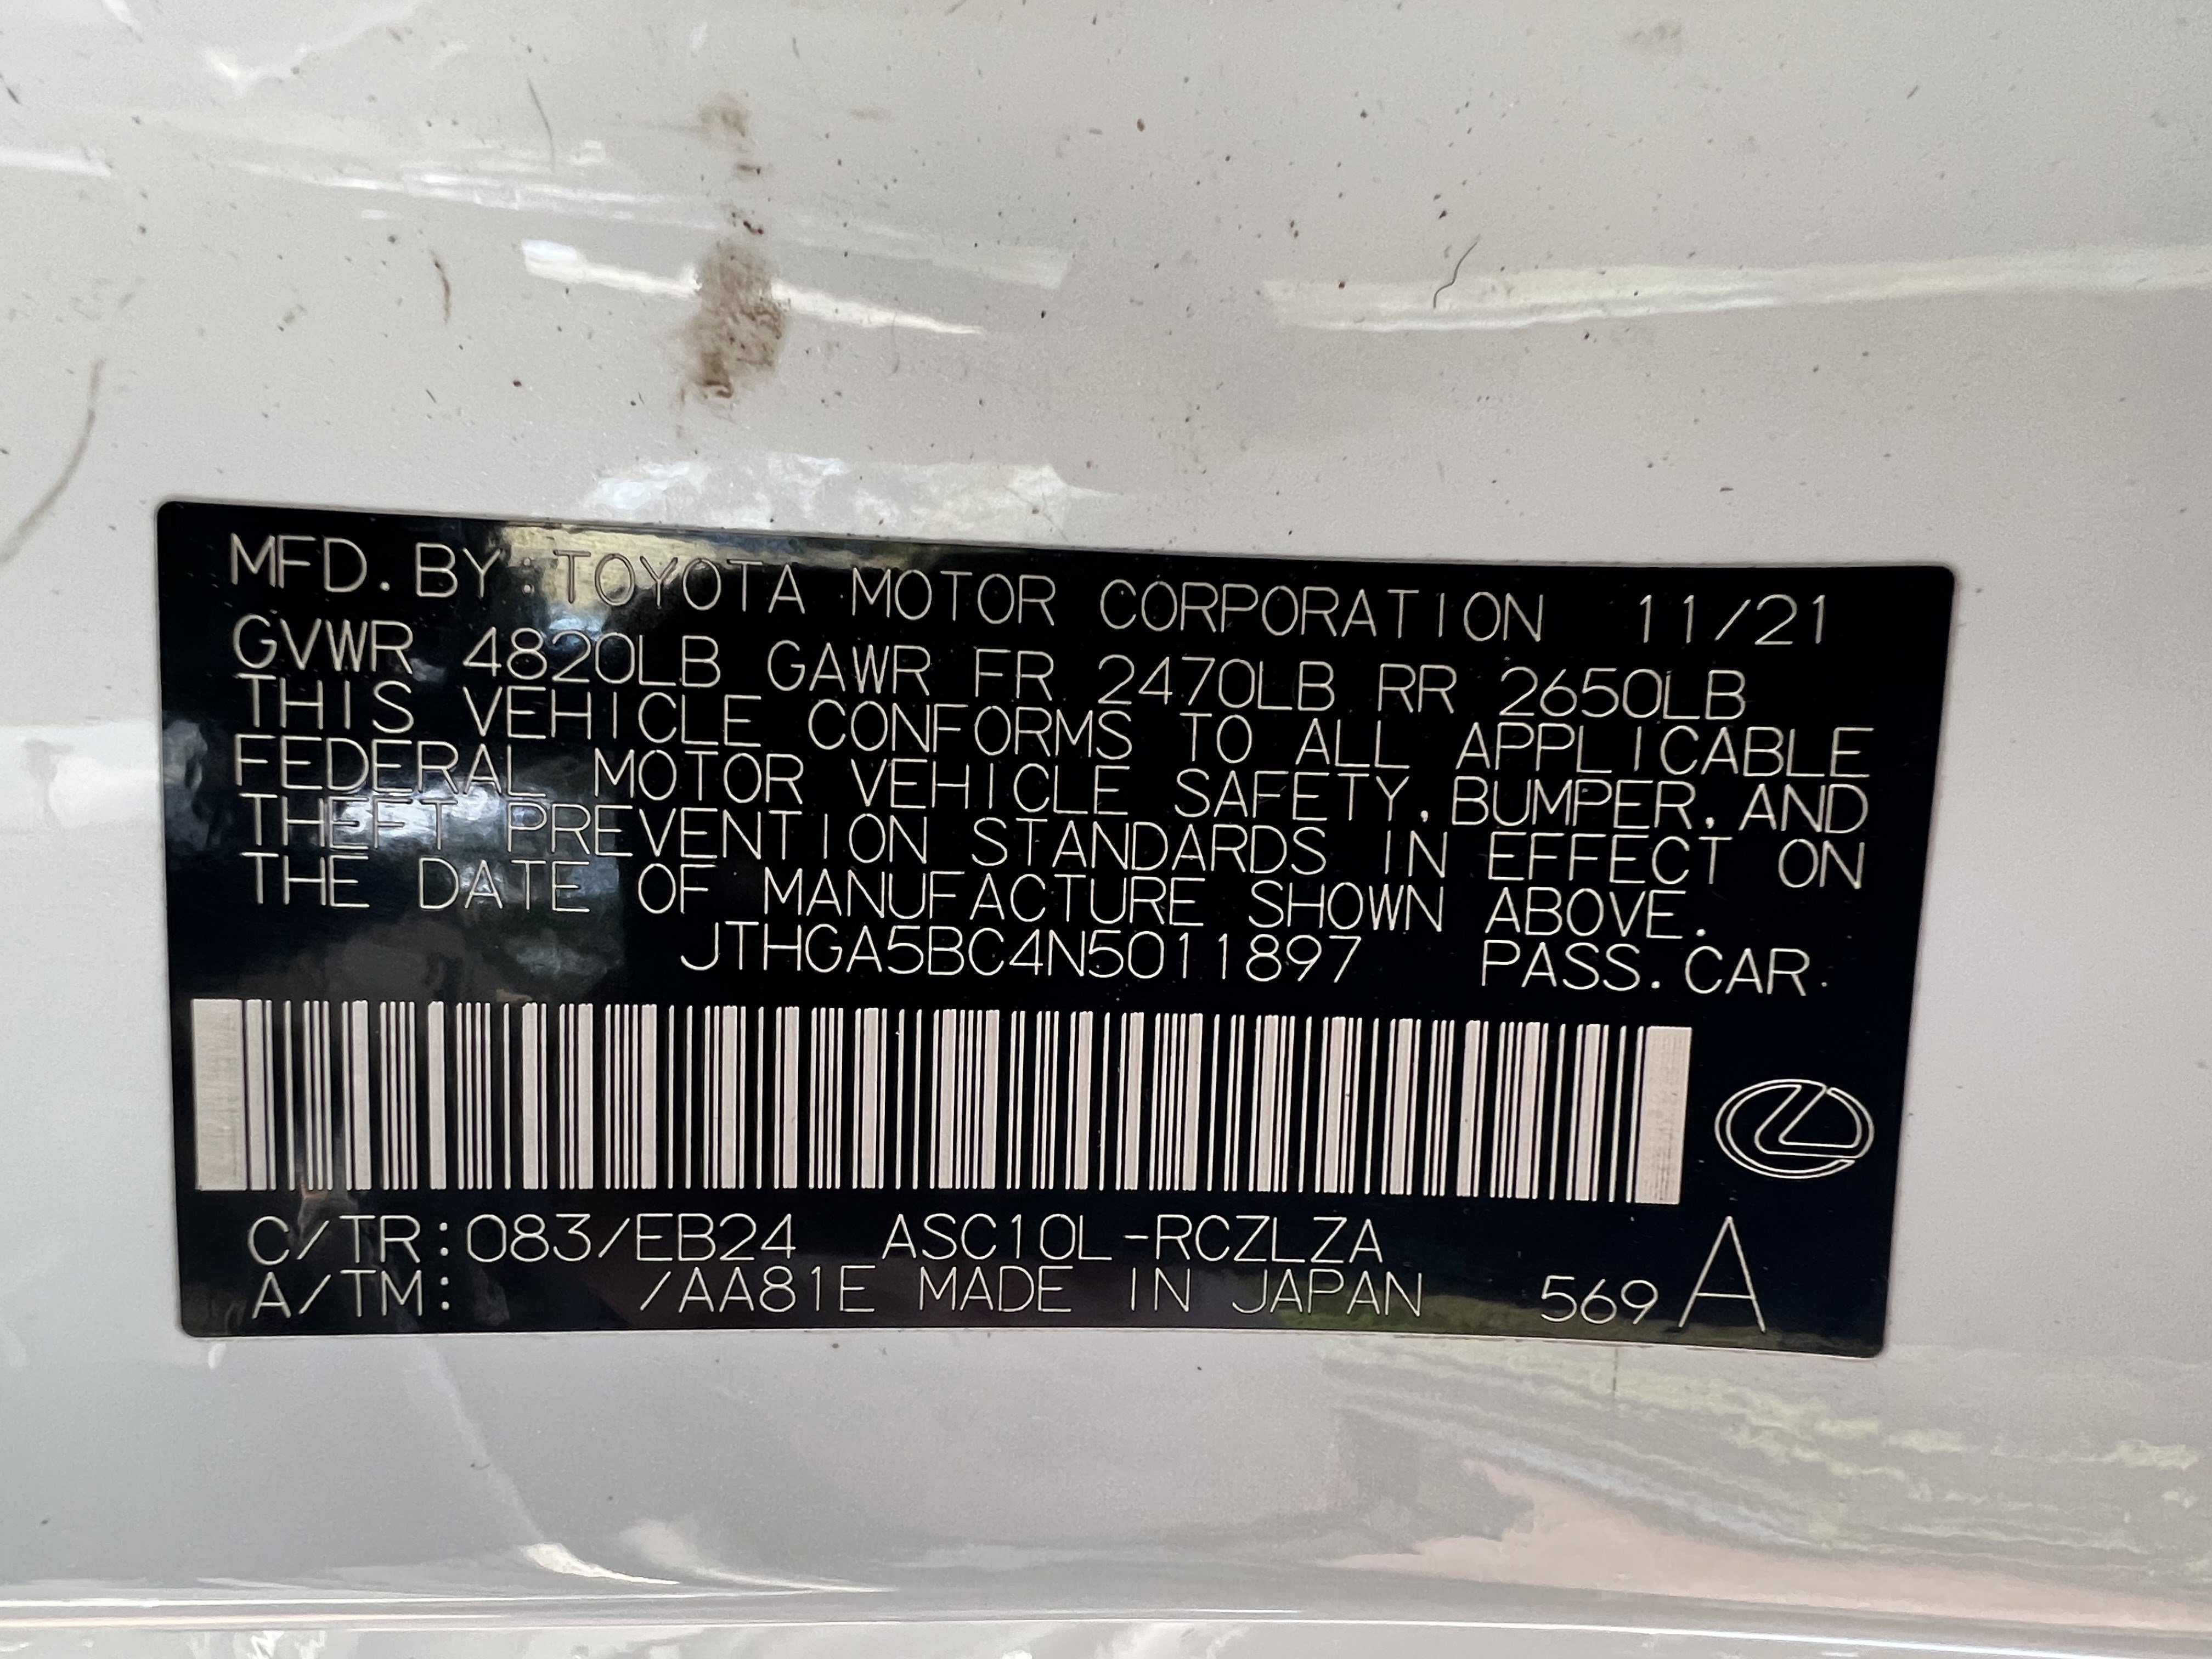 MFD. BY: TOYOTA MOTOR CORPORATION 11/21
GVWR 4820LB GAWR FR 2470LB RR 2650LB
THIS VEHICLE CONFORMS TO ALL APPLICABLE
FEDERAL MOTOR VEHICLE SAFETY, BUMPER, AND
THEFT PREVENTION STANDARDS IN EFFECT ON
THE DATE OF MANUFACTURE SHOWN ABOVE.
JTHGA5BC4N5011897 PASS. CAR.
C/TR:083/EB24 ASC10L-RCZLZA
A/TM: /AA81E MADE IN JAPAN 569 A